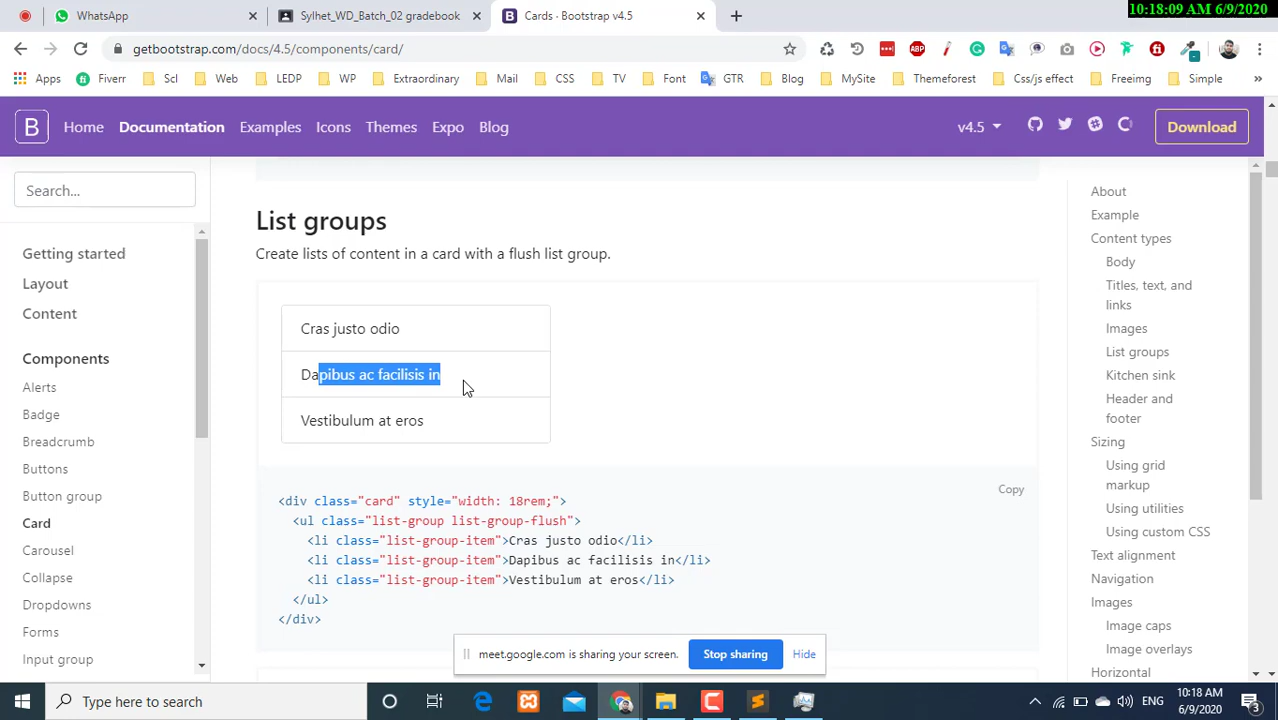 10:18:09 AM 6/9/2020
WhatsApp
Sylhet_WD_Batch_02 gradebook
Cards · Bootstrap v4.5
getbootstrap.com/docs/4.5/components/card/
Apps
Fiverr
Scl
Web
LEDP
WP
Extraordinary
Mail
CSS
TV
Font
GTR
Blog
MySite
Themeforest
Css/js effect
Freeimg
Simple
B
Home
Documentation
Examples
Icons
Themes
Expo
Blog
v4.5
Download
Search...
Getting started
Layout
Content
Components
Alerts
Badge
Breadcrumb
Buttons
Button group
Card
Carousel
Collapse
Dropdowns
Forms
Input group
List groups
Create lists of content in a card with a flush list group.
Cras justo odio
Dapibus ac facilisis in
Vestibulum at eros
Copy
<div class="card" style="width: 18rem;">
<ul class="list-group list-group-flush">
<li class="list-group-item">Cras justo odio</li>
<li class="list-group-item">Dapibus ac facilisis in</li>
<li class="list-group-item">Vestibulum at eros</li>
</ul>
</div>
About
Example
Content types
Body
Titles, text, and
links
Images
List groups
Kitchen sink
Header and
footer
Sizing
Using grid
markup
Using utilities
Using custom CSS
Text alignment
Navigation
Images
Image caps
Image overlays
Horizontal
meet.google.com is sharing your screen.
Stop sharing
Hide
Type here to search
ENG
10:18 AM
6/9/2020
3